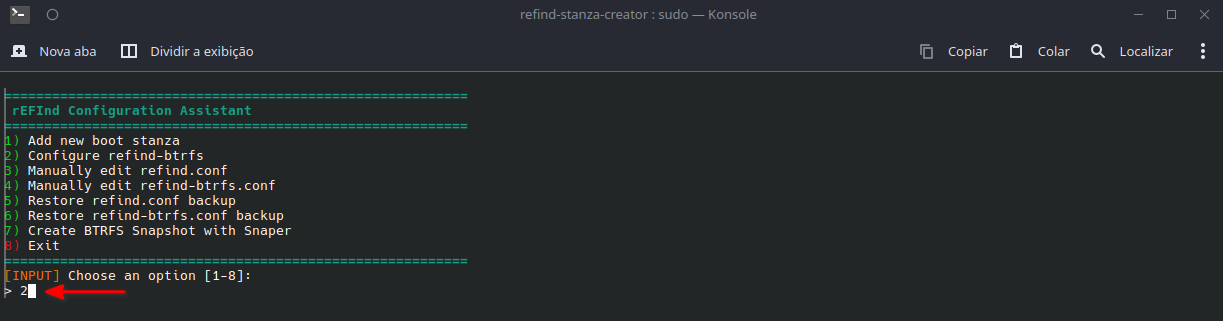 refind-stanza-creator : sudo — Konsole
Nova aba Dividir a exibição Copiar Colar Localizar
==========================================================
rEFInd Configuration Assistant
==========================================================
1) Add new boot stanza
2) Configure refind-btrfs
3) Manually edit refind.conf
4) Manually edit refind-btrfs.conf
5) Restore refind.conf backup
6) Restore refind-btrfs.conf backup
7) Create BTRFS Snapshot with Snaper
8) Exit
==========================================================
[INPUT] Choose an option [1-8]:
> 2